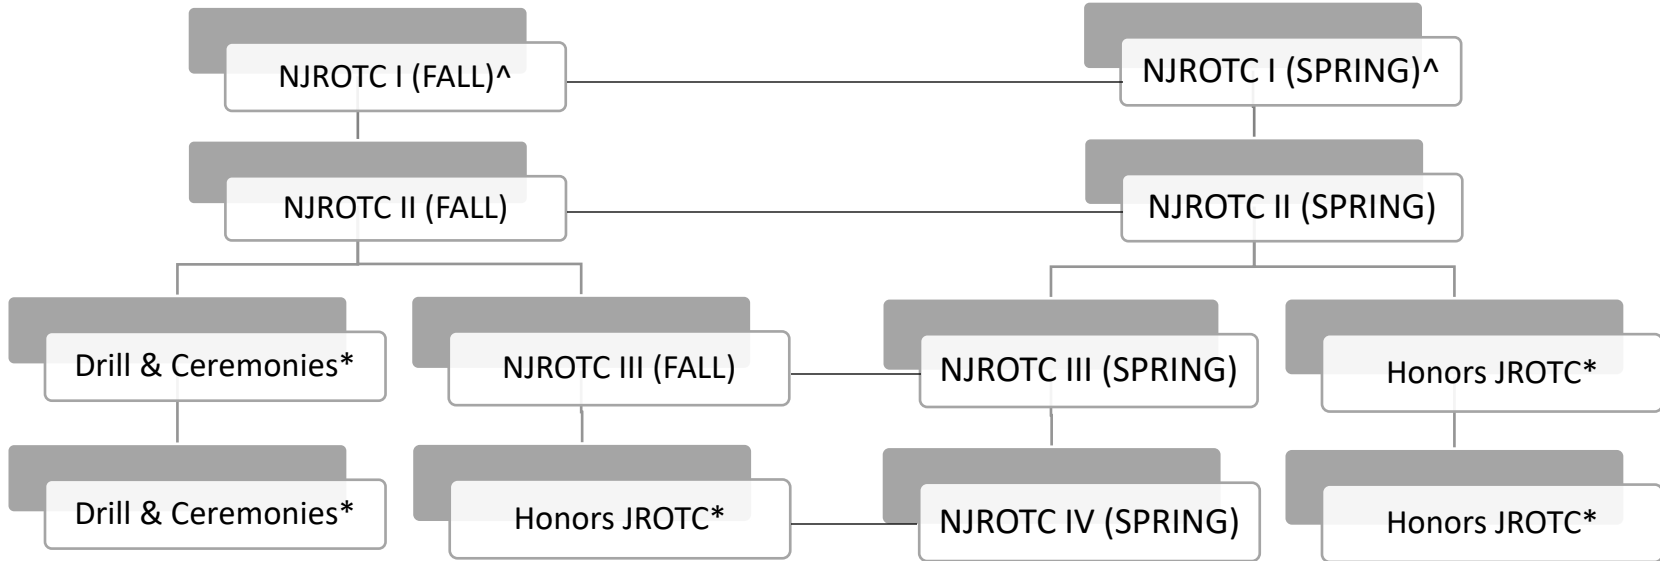 NJROTC I (FALL)^
NJROTC I (SPRING)^
NJROTC II (FALL)
NJROTC II (SPRING)
Drill & Ceremonies*
NJROTC III (FALL)
NJROTC III (SPRING)
Honors JROTC*
Drill & Ceremonies*
Honors JROTC*
NJROTC IV (SPRING)
Honors JROTC*